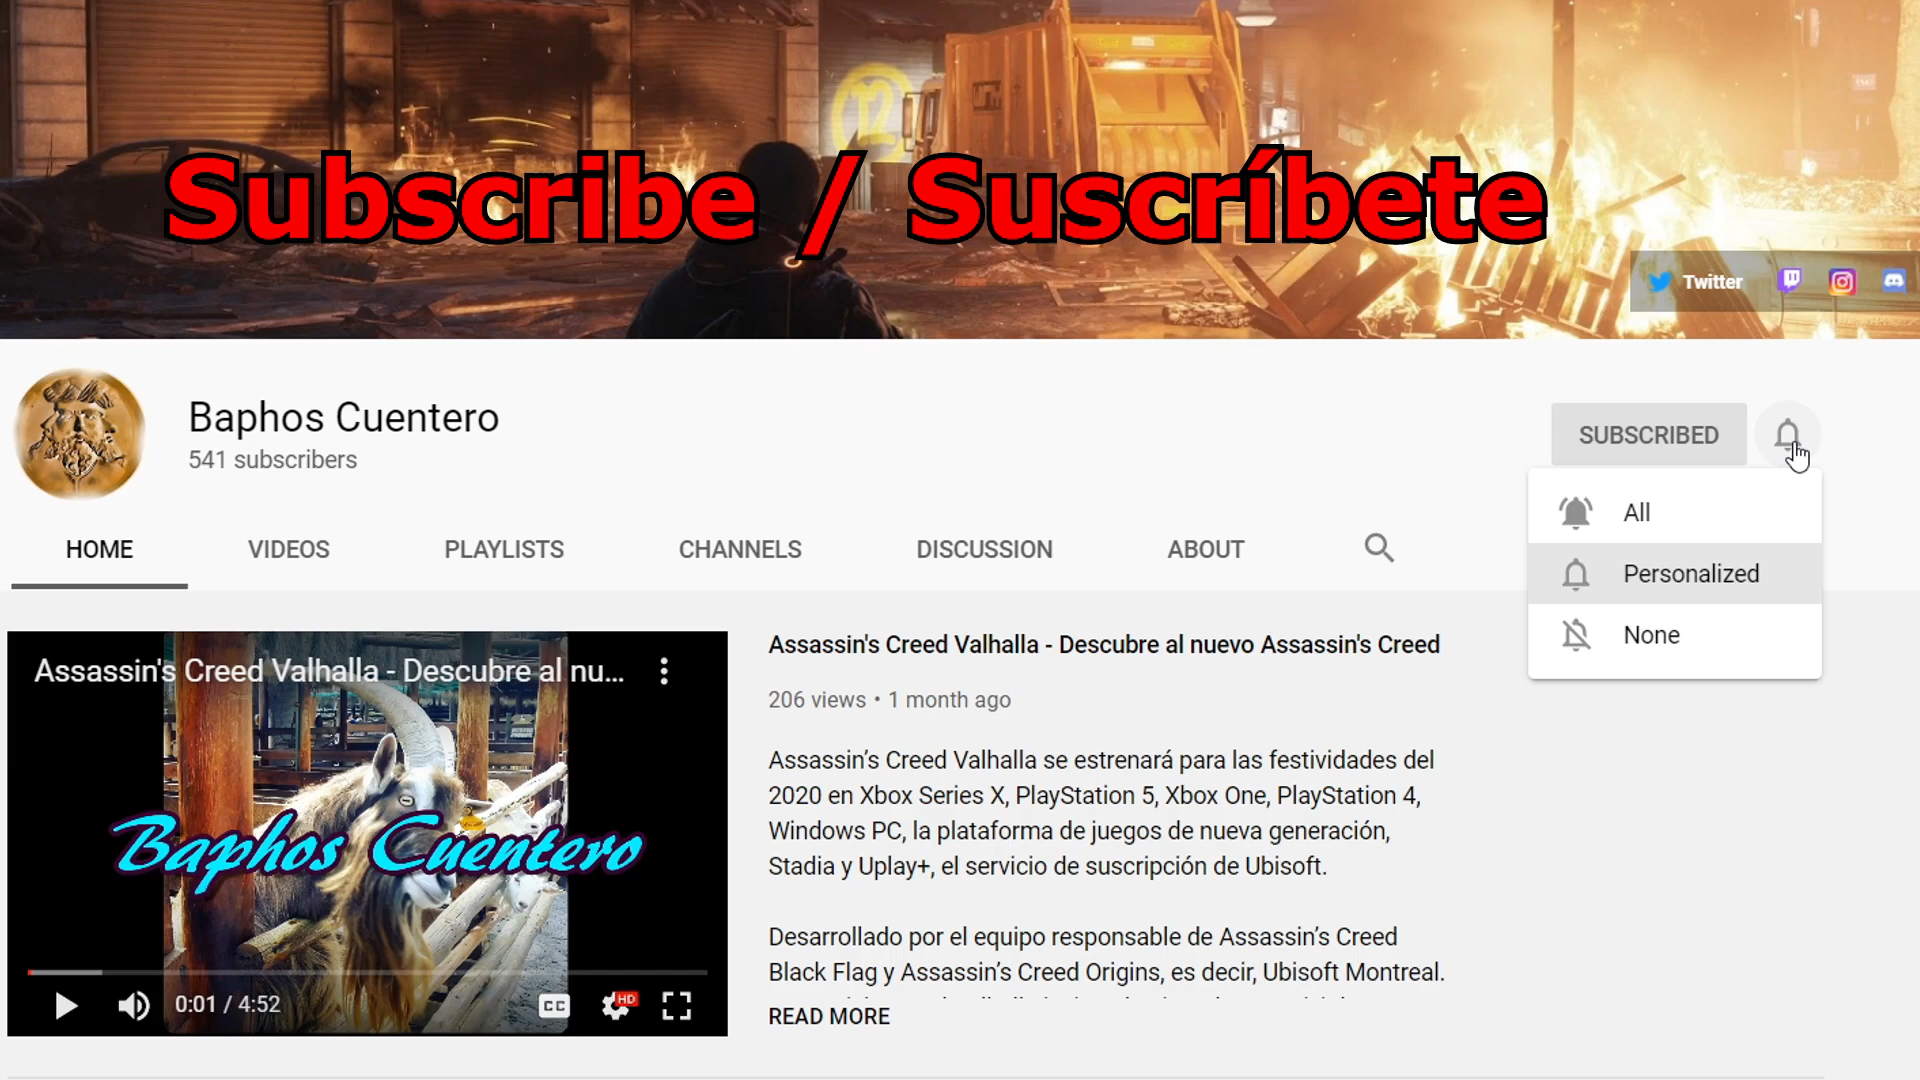 12
Subscribe / Suscríbete
Twitter
Baphos Cuentero
541 subscribers
SUBSCRIBED
All
Personalized
None
HOME VIDEOS PLAYLISTS CHANNELS DISCUSSION ABOUT
Assassin's Creed Valhalla - Descubre al nu...
Baphos Cuentero
0:01 / 4:52
CC
HD
Assassin's Creed Valhalla - Descubre al nuevo Assassin's Creed
206 views • 1 month ago
Assassin’s Creed Valhalla se estrenará para las festividades del
2020 en Xbox Series X, PlayStation 5, Xbox One, PlayStation 4,
Windows PC, la plataforma de juegos de nueva generación,
Stadia y Uplay+, el servicio de suscripción de Ubisoft.
Desarrollado por el equipo responsable de Assassin’s Creed
Black Flag y Assassin’s Creed Origins, es decir, Ubisoft Montreal.
READ MORE